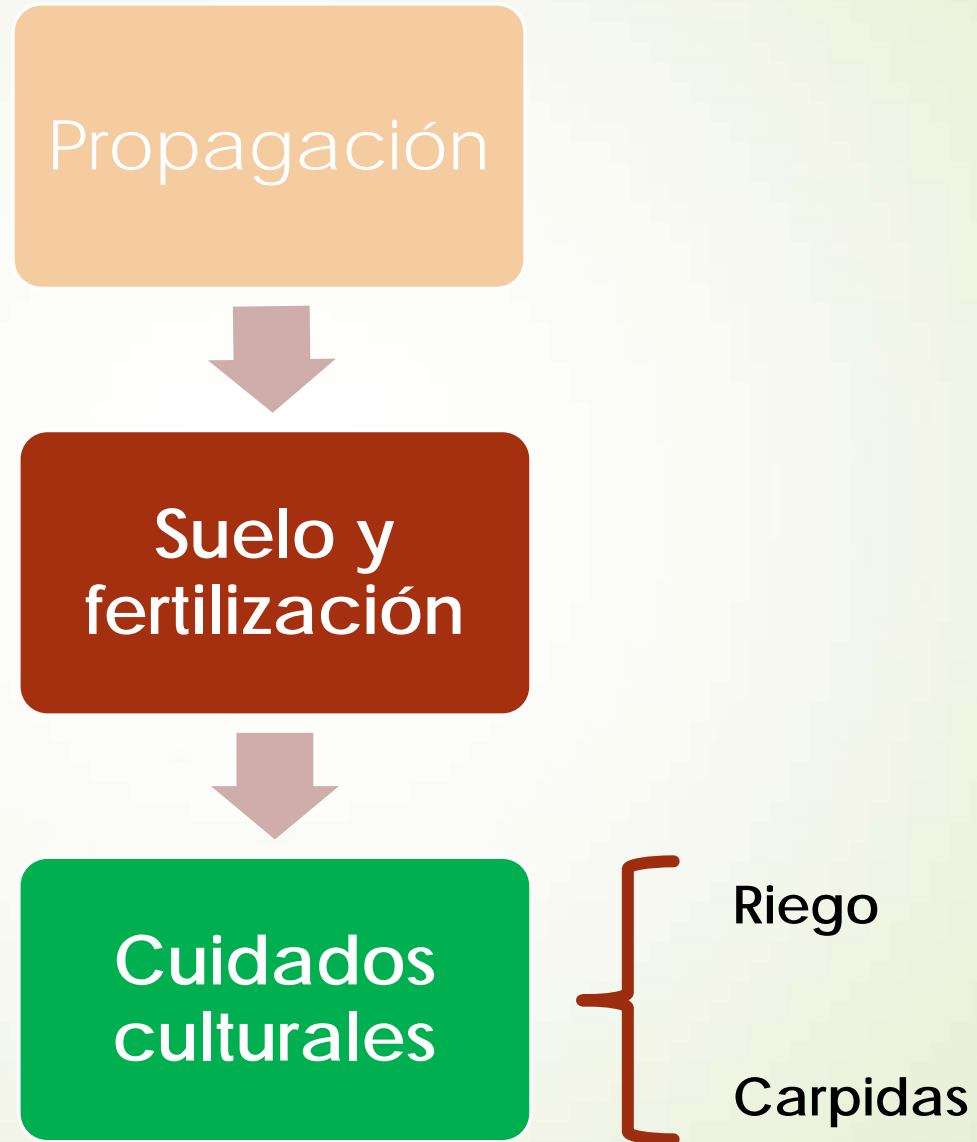 Propagación
Suelo y
fertilización
Cuidados
culturales
Riego
Carpidas